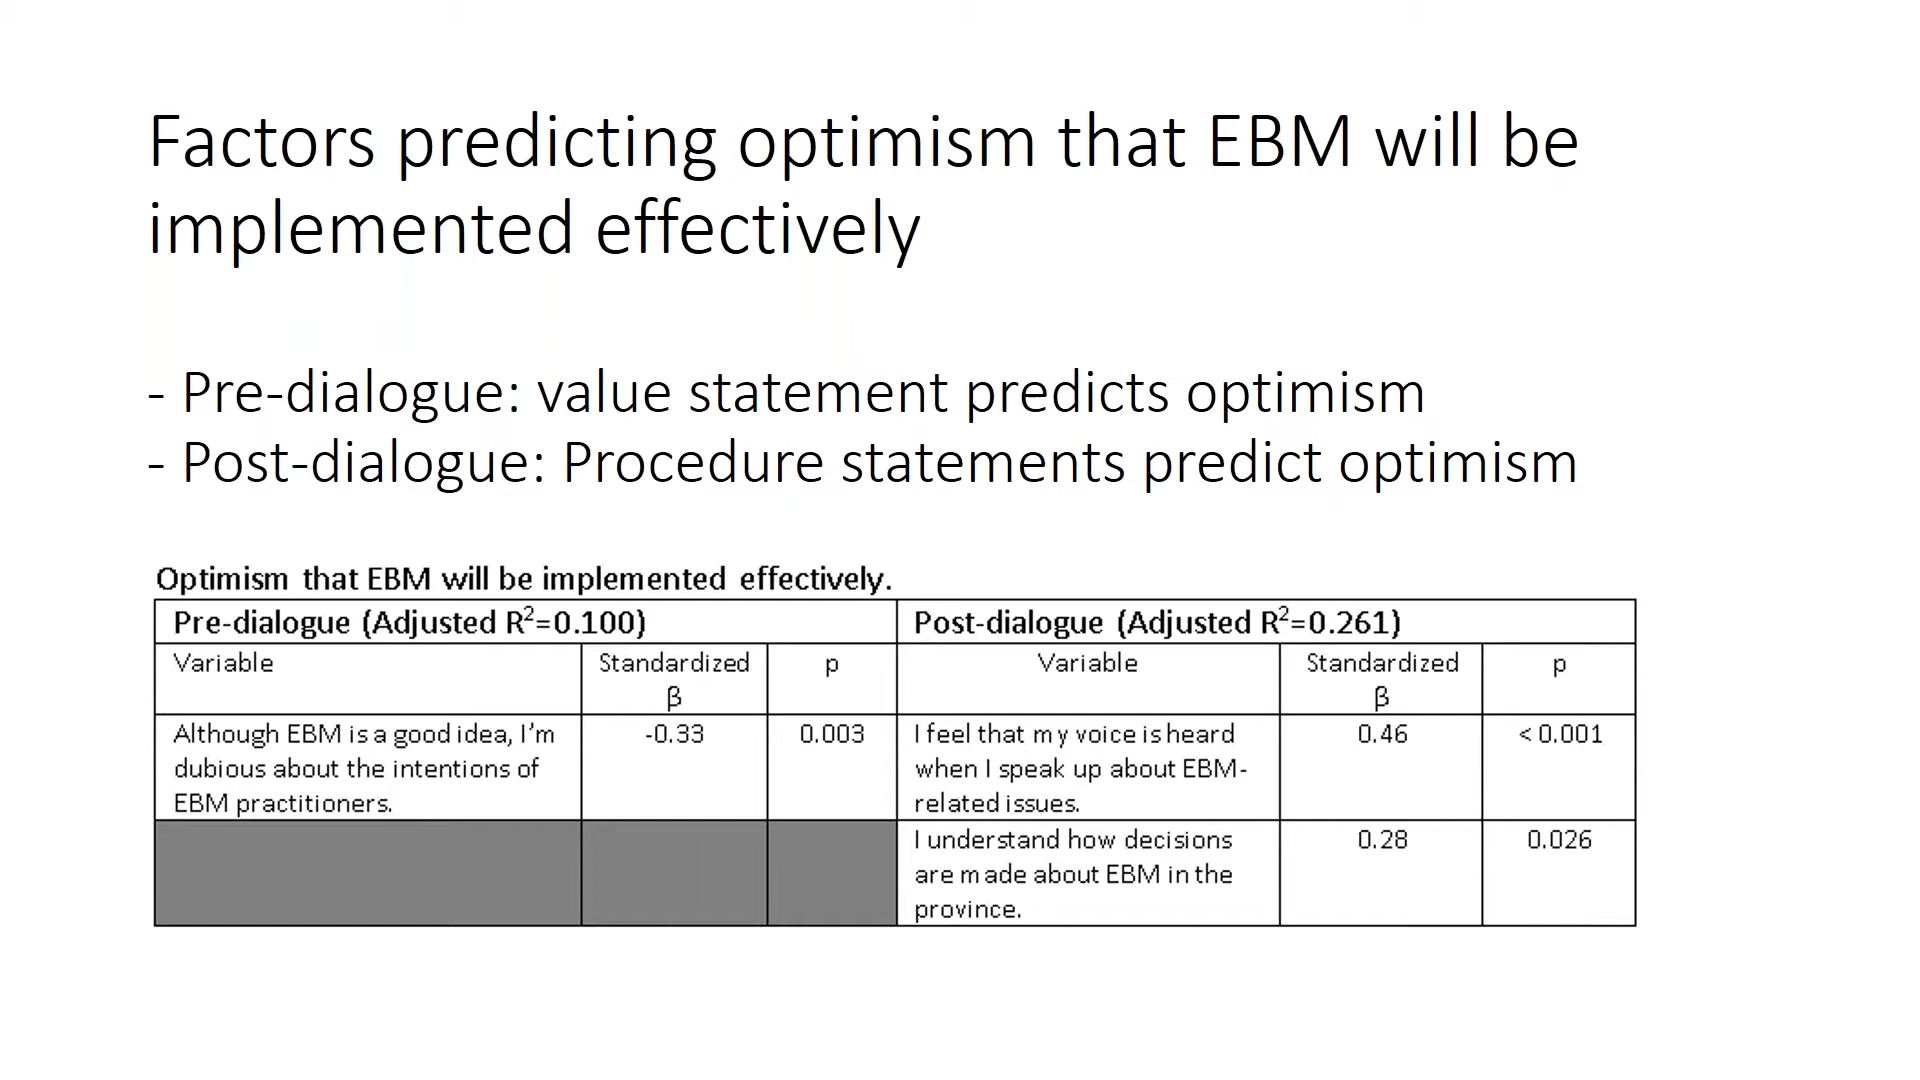 Factors predicting optimism that EBM will be
implemented effectively
- Pre-dialogue: value statement predicts optimism
- Post-dialogue: Procedure statements predict optimism
Optimism that EBM will be implemented effectively.
Pre-dialogue (Adjusted R²=0.100)
Post-dialogue (Adjusted R²=0.261)
Variable
Standardized
β
p
Variable
Standardized
β
p
Although EBM is a good idea, I'm
dubious about the intentions of
EBM practitioners.
-0.33
0.003
I feel that my voice is heard
when I speak up about EBM-
related issues.
0.46
< 0.001
I understand how decisions
are made about EBM in the
province.
0.28
0.026